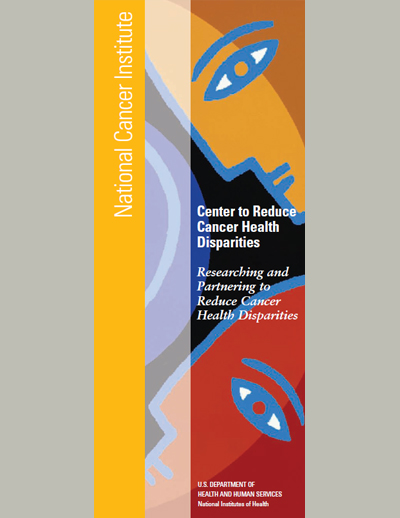 National Cancer Institute
Center to Reduce
Cancer Health
Disparities
Researching and
Partnering to
Reduce Cancer
Health Disparities
U.S. DEPARTMENT OF
HEALTH AND HUMAN SERVICES
National Institutes of Health